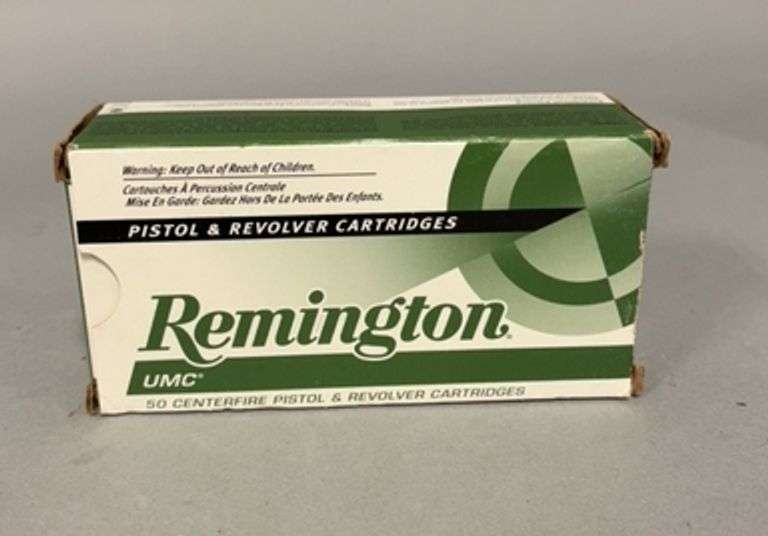 Warning: Keep Out of Reach of Children.
Cartouches À Percussion Centrale
Mise En Garde: Gardez Hors De La Portée Des Enfants.
PISTOL & REVOLVER CARTRIDGES
Remington®
UMC®
50 CENTERFIRE PISTOL & REVOLVER CARTRIDGES